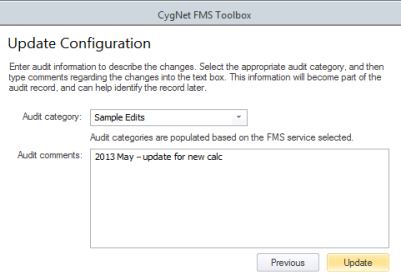 CygNet FMS Toolbox
Update Configuration
Enter audit information to describe the changes. Select the appropriate audit category, and then
type comments regarding the changes into the text box. This information will become part of the
audit record, and can help identify the record later.
Audit category: Sample Edits
Audit categories are populated based on the FMS service selected.
Audit comments: 2013 May – update for new calc
Previous Update